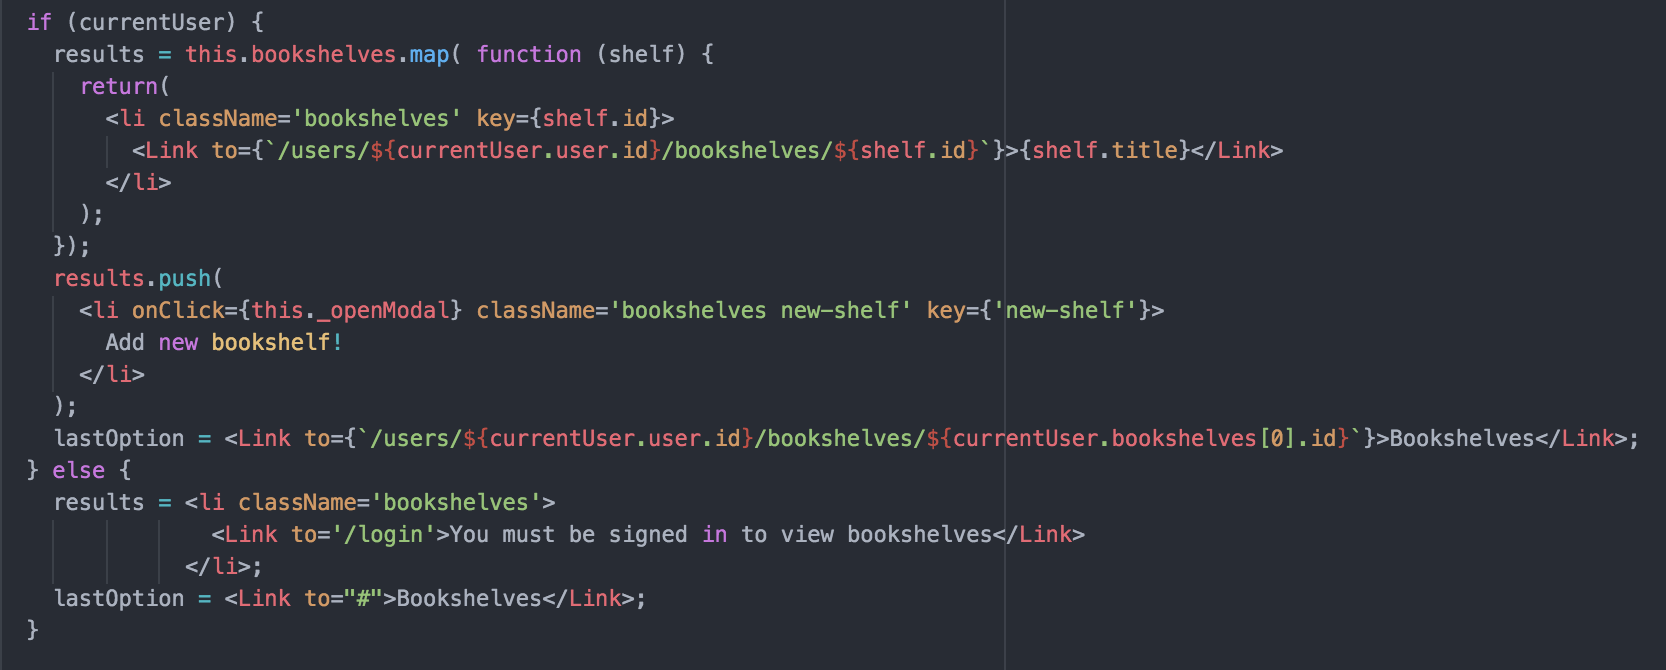 if (currentUser) {
  results = this.bookshelves.map( function (shelf) {
    return(
      <li className='bookshelves' key={shelf.id}>
        <Link to={`/users/${currentUser.user.id}/bookshelves/${shelf.id}`}>{shelf.title}</Link>
      </li>
    );
  });
  results.push(
    <li onClick={this._openModal} className='bookshelves new-shelf' key={'new-shelf'}>
      Add new bookshelf!
    </li>
  );
  lastOption = <Link to={`/users/${currentUser.user.id}/bookshelves/${currentUser.bookshelves[0].id}`}>Bookshelves</Link>;
} else {
  results = <li className='bookshelves'>
              <Link to='/login'>You must be signed in to view bookshelves</Link>
            </li>;
  lastOption = <Link to="#">Bookshelves</Link>;
}